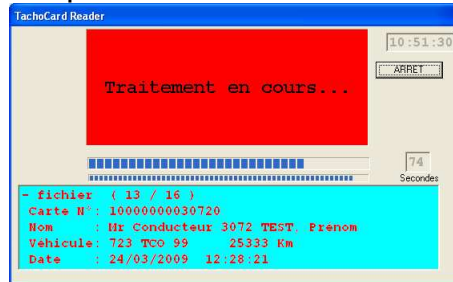 TachoCard Reader
10:51:30
ARRET
Traitement en cours...
74
Secondes
- fichier ( 13 / 16 )
Carte N°: 10000000030720
Nom : Mr Conducteur 3072 TEST, Prenom
Véhicule: 723 TCO 99 25333 Km
Date : 24/03/2009 12:28:21